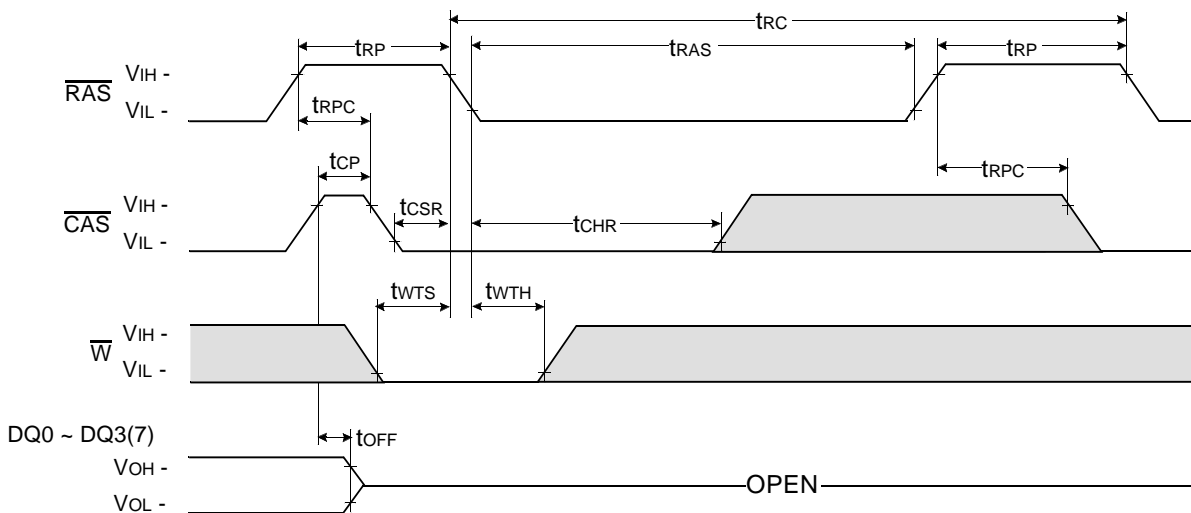 tRC
tRP tRAS tRP
RAS VIH -
VIL -
tRPC
tCP tRPC
CAS VIH -
VIL -
tCSR tCHR
tWTS tWTH
W VIH -
VIL -
DQ0 ~ DQ3(7)
tOFF
VOH -
VOL -
OPEN